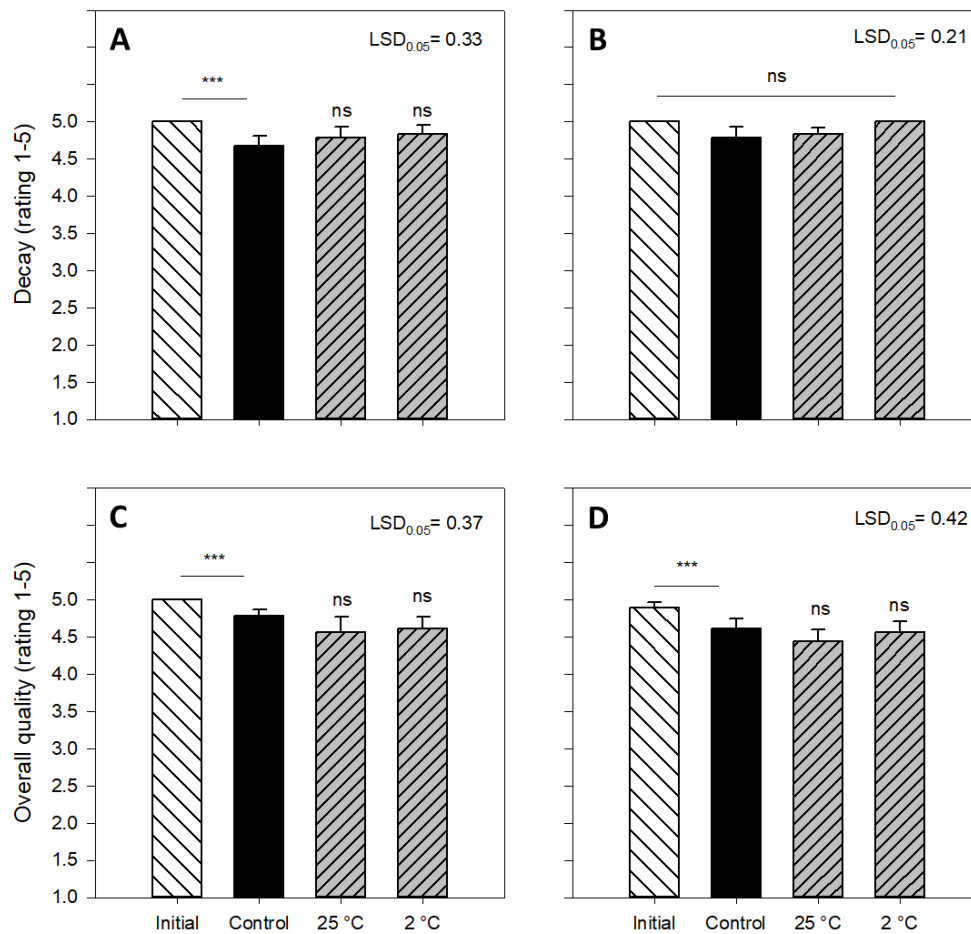 A
LSD0.05= 0.33
***
ns
ns
Decay (rating 1-5)
5.0
4.5
4.0
3.5
3.0
2.5
2.0
1.5
1.0
B
LSD0.05= 0.21
ns
C
LSD0.05= 0.37
***
ns
ns
Overall quality (rating 1-5)
5.0
4.5
4.0
3.5
3.0
2.5
2.0
1.5
1.0
Initial
Control
25 °C
2 °C
D
LSD0.05= 0.42
***
ns
ns
Initial
Control
25 °C
2 °C